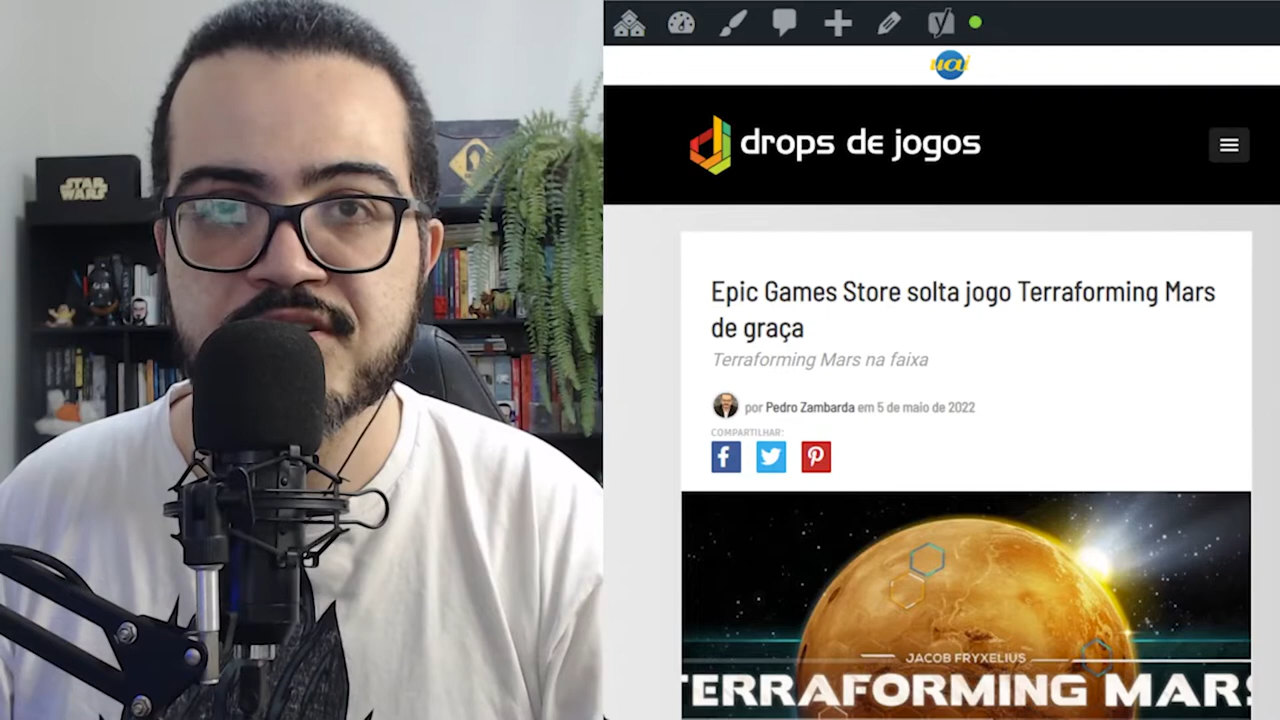 STAR
WARS
uai
drops de jogos
Epic Games Store solta jogo Terraforming Mars
de graça
Terraforming Mars na faixa
por Pedro Zambarda em 5 de maio de 2022
COMPARTILHAR:
JACOB FRYXELIUS
TERRAFORMING MARS